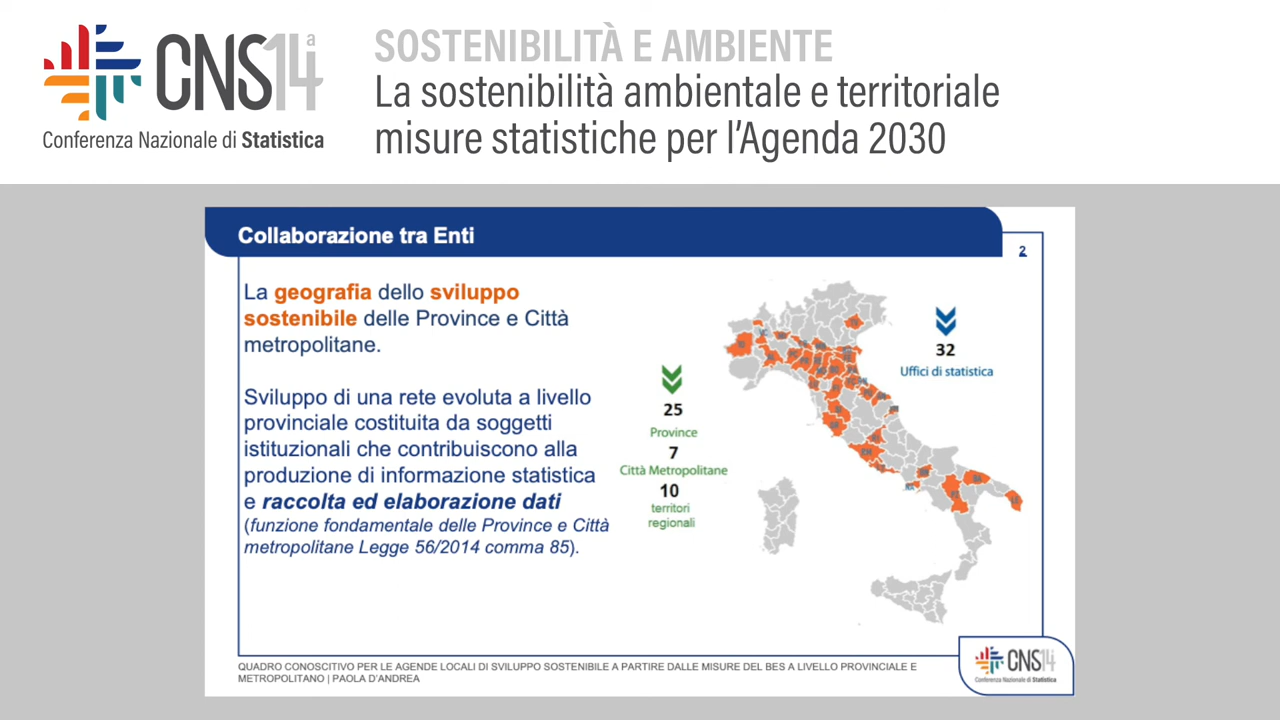 CNS14a
Conferenza Nazionale di Statistica
SOSTENIBILITÀ E AMBIENTE
La sostenibilità ambientale e territoriale
misure statistiche per l'Agenda 2030
Collaborazione tra Enti
2
La geografia dello sviluppo
sostenibile delle Province e Città
metropolitane.
Sviluppo di una rete evoluta a livello
provinciale costituita da soggetti
istituzionali che contribuiscono alla
produzione di informazione statistica
e raccolta ed elaborazione dati
(funzione fondamentale delle Province e Città
metropolitane Legge 56/2014 comma 85).
25
Province
7
Città Metropolitane
10
territori
regionali
32
Uffici di statistica
QUADRO CONOSCITIVO PER LE AGENDE LOCALI DI SVILUPPO SOSTENIBILE A PARTIRE DALLE MISURE DEL BES A LIVELLO PROVINCIALE E
METROPOLITANO | PAOLA D'ANDREA
CNS14
Conferenza Nazionale di Statistica